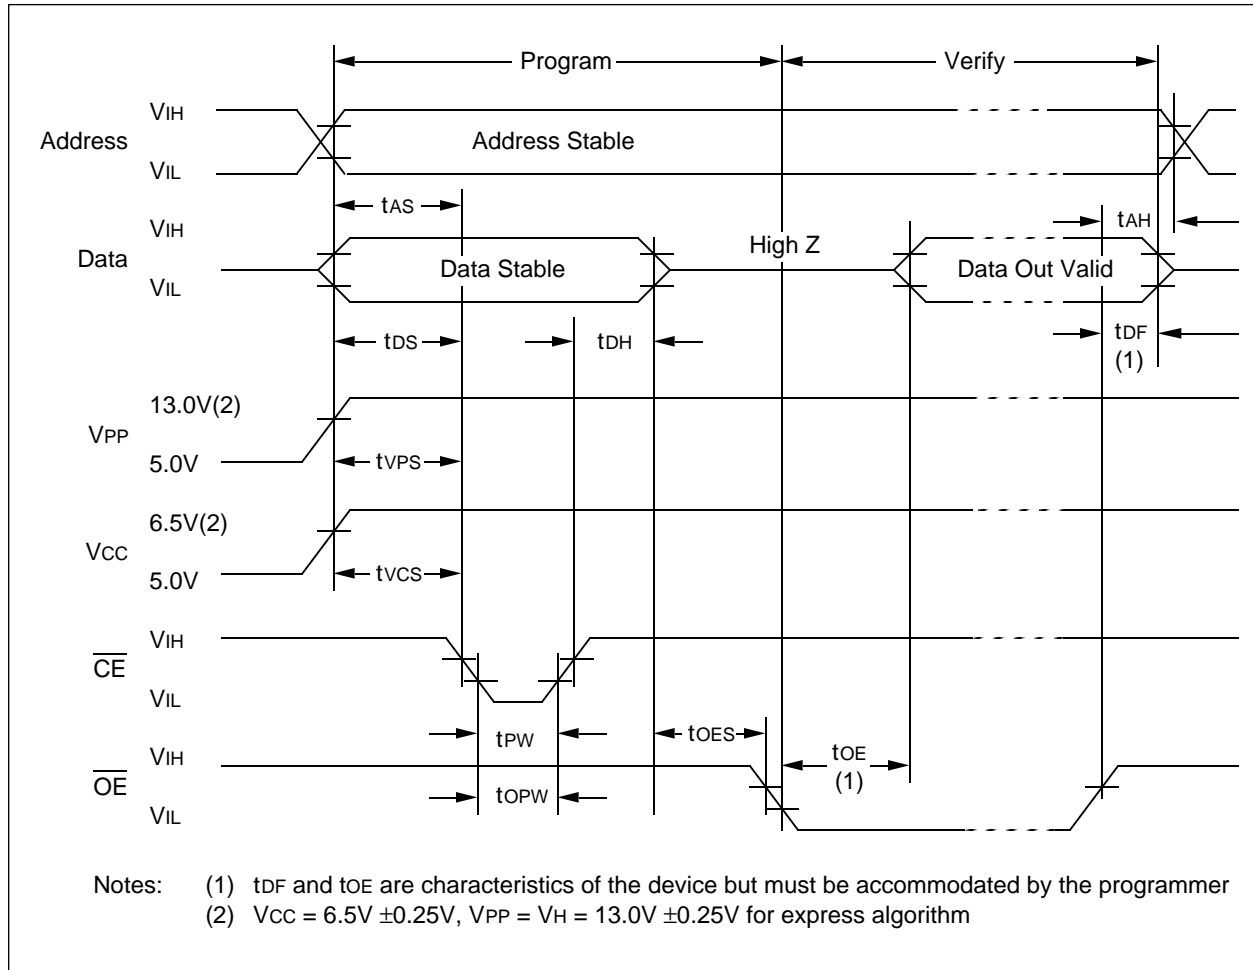 Program Verify
VIH
Address Address Stable
VIL
tAS
VIH tAH
Data High Z
Data Stable Data Out Valid
VIL
tDS tDH tDF
(1)
13.0V(2)
VPP
5.0V tVPS
6.5V(2)
VCC
5.0V tVCS
VIH
CE
VIL
tPW tOES
VIH tOE
OE (1)
tOPW
VIL
Notes: (1) tDF and tOE are characteristics of the device but must be accommodated by the programmer
(2) VCC = 6.5V ±0.25V, VPP = VH = 13.0V ±0.25V for express algorithm